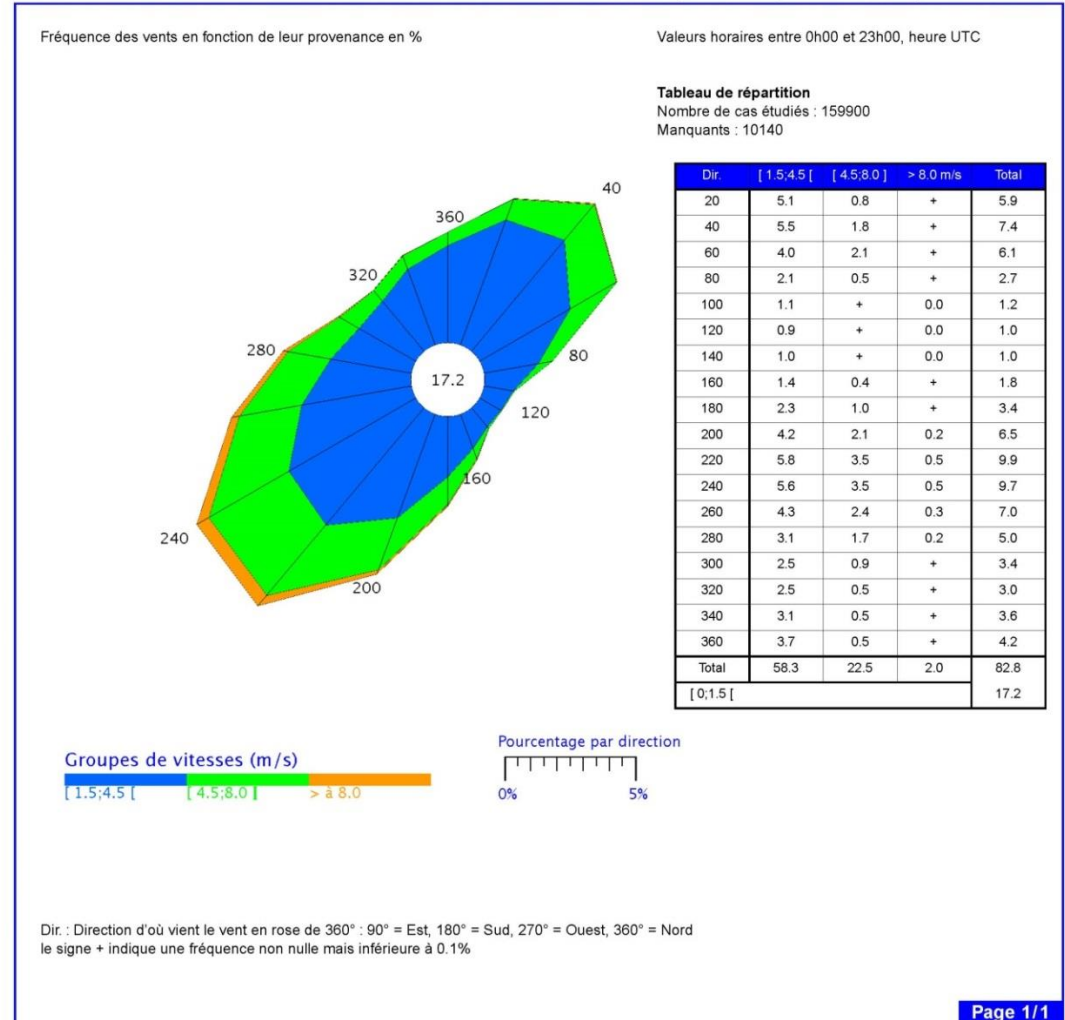 Fréquence des vents en fonction de leur provenance en %
Valeurs horaires entre 0h00 et 23h00, heure UTC
Tableau de répartition
Nombre de cas étudiés : 159900
Manquants : 10140
40
360
320
280
80
17.2
120
160
240
200
Dir. [ 1.5;4.5 [ [ 4.5;8.0 ] > 8.0 m/s Total
20 5.1 0.8 + 5.9
40 5.5 1.8 + 7.4
60 4.0 2.1 + 6.1
80 2.1 0.5 + 2.7
100 1.1 + 0.0 1.2
120 0.9 + 0.0 1.0
140 1.0 + 0.0 1.0
160 1.4 0.4 + 1.8
180 2.3 1.0 + 3.4
200 4.2 2.1 0.2 6.5
220 5.8 3.5 0.5 9.9
240 5.6 3.5 0.5 9.7
260 4.3 2.4 0.3 7.0
280 3.1 1.7 0.2 5.0
300 2.5 0.9 + 3.4
320 2.5 0.5 + 3.0
340 3.1 0.5 + 3.6
360 3.7 0.5 + 4.2
Total 58.3 22.5 2.0 82.8
[ 0;1.5 [ 17.2
Groupes de vitesses (m/s)
[ 1.5;4.5 [ [ 4.5;8.0 ] > à 8.0
Pourcentage par direction
0% 5%
Dir. : Direction d'où vient le vent en rose de 360° : 90° = Est, 180° = Sud, 270° = Ouest, 360° = Nord
le signe + indique une fréquence non nulle mais inférieure à 0.1%
Page 1/1